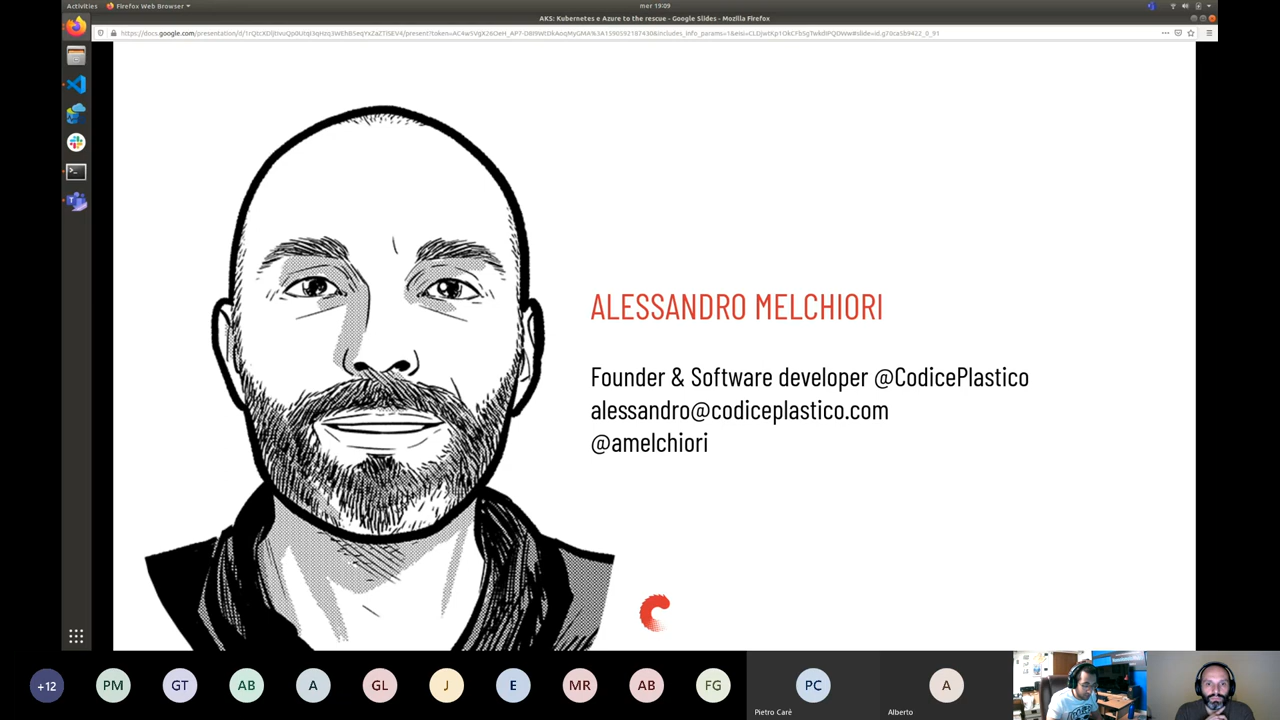 Activities
Firefox Web Browser
mer 19:09
AKS: Kubernetes e Azure to the rescue - Google Slides - Mozilla Firefox
ALESSANDRO MELCHIORI
Founder & Software developer @CodicePlastico
alessandro@codiceplastico.com
@amelchiori
+12
PM
GT
AB
A
GL
J
E
MR
AB
FG
PC
A
Pietro Carè
Alberto